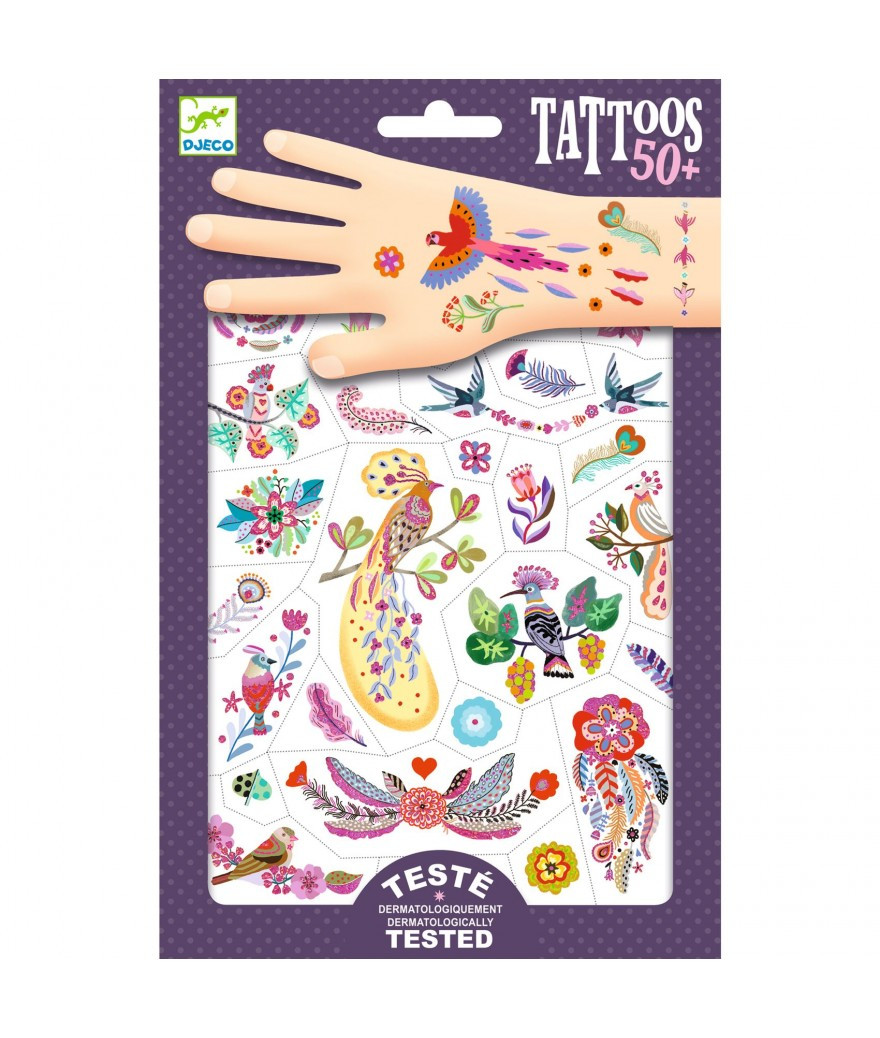 DJECO
TATTOOS
50+
TESTÉ
DERMATOLOGIQUEMENT
DERMATOLOGICALLY
TESTED